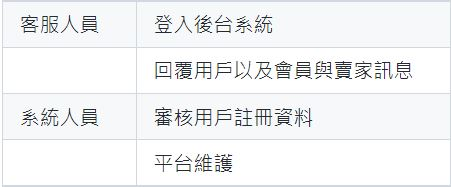 客服人員 登入後台系統
回覆用戶以及會員與賣家訊息
系統人員 審核用戶註冊資料
平台維護